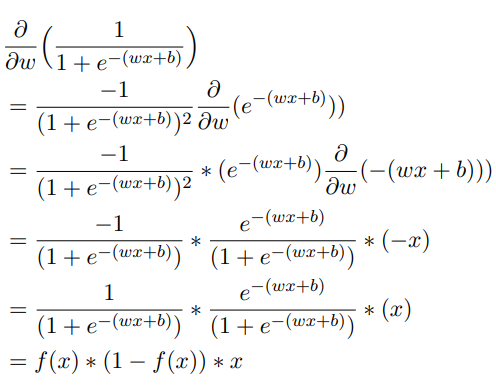 ∂/∂w ( 1 / (1 + e^{-(wx+b)}) )
= -1 / (1 + e^{-(wx+b)})^2 ∂/∂w (e^{-(wx+b)}))
= -1 / (1 + e^{-(wx+b)})^2 * (e^{-(wx+b)}) ∂/∂w (-(wx + b)))
= -1 / (1 + e^{-(wx+b)}) * e^{-(wx+b)} / (1 + e^{-(wx+b)}) * (-x)
= 1 / (1 + e^{-(wx+b)}) * e^{-(wx+b)} / (1 + e^{-(wx+b)}) * (x)
= f(x) * (1 - f(x)) * x